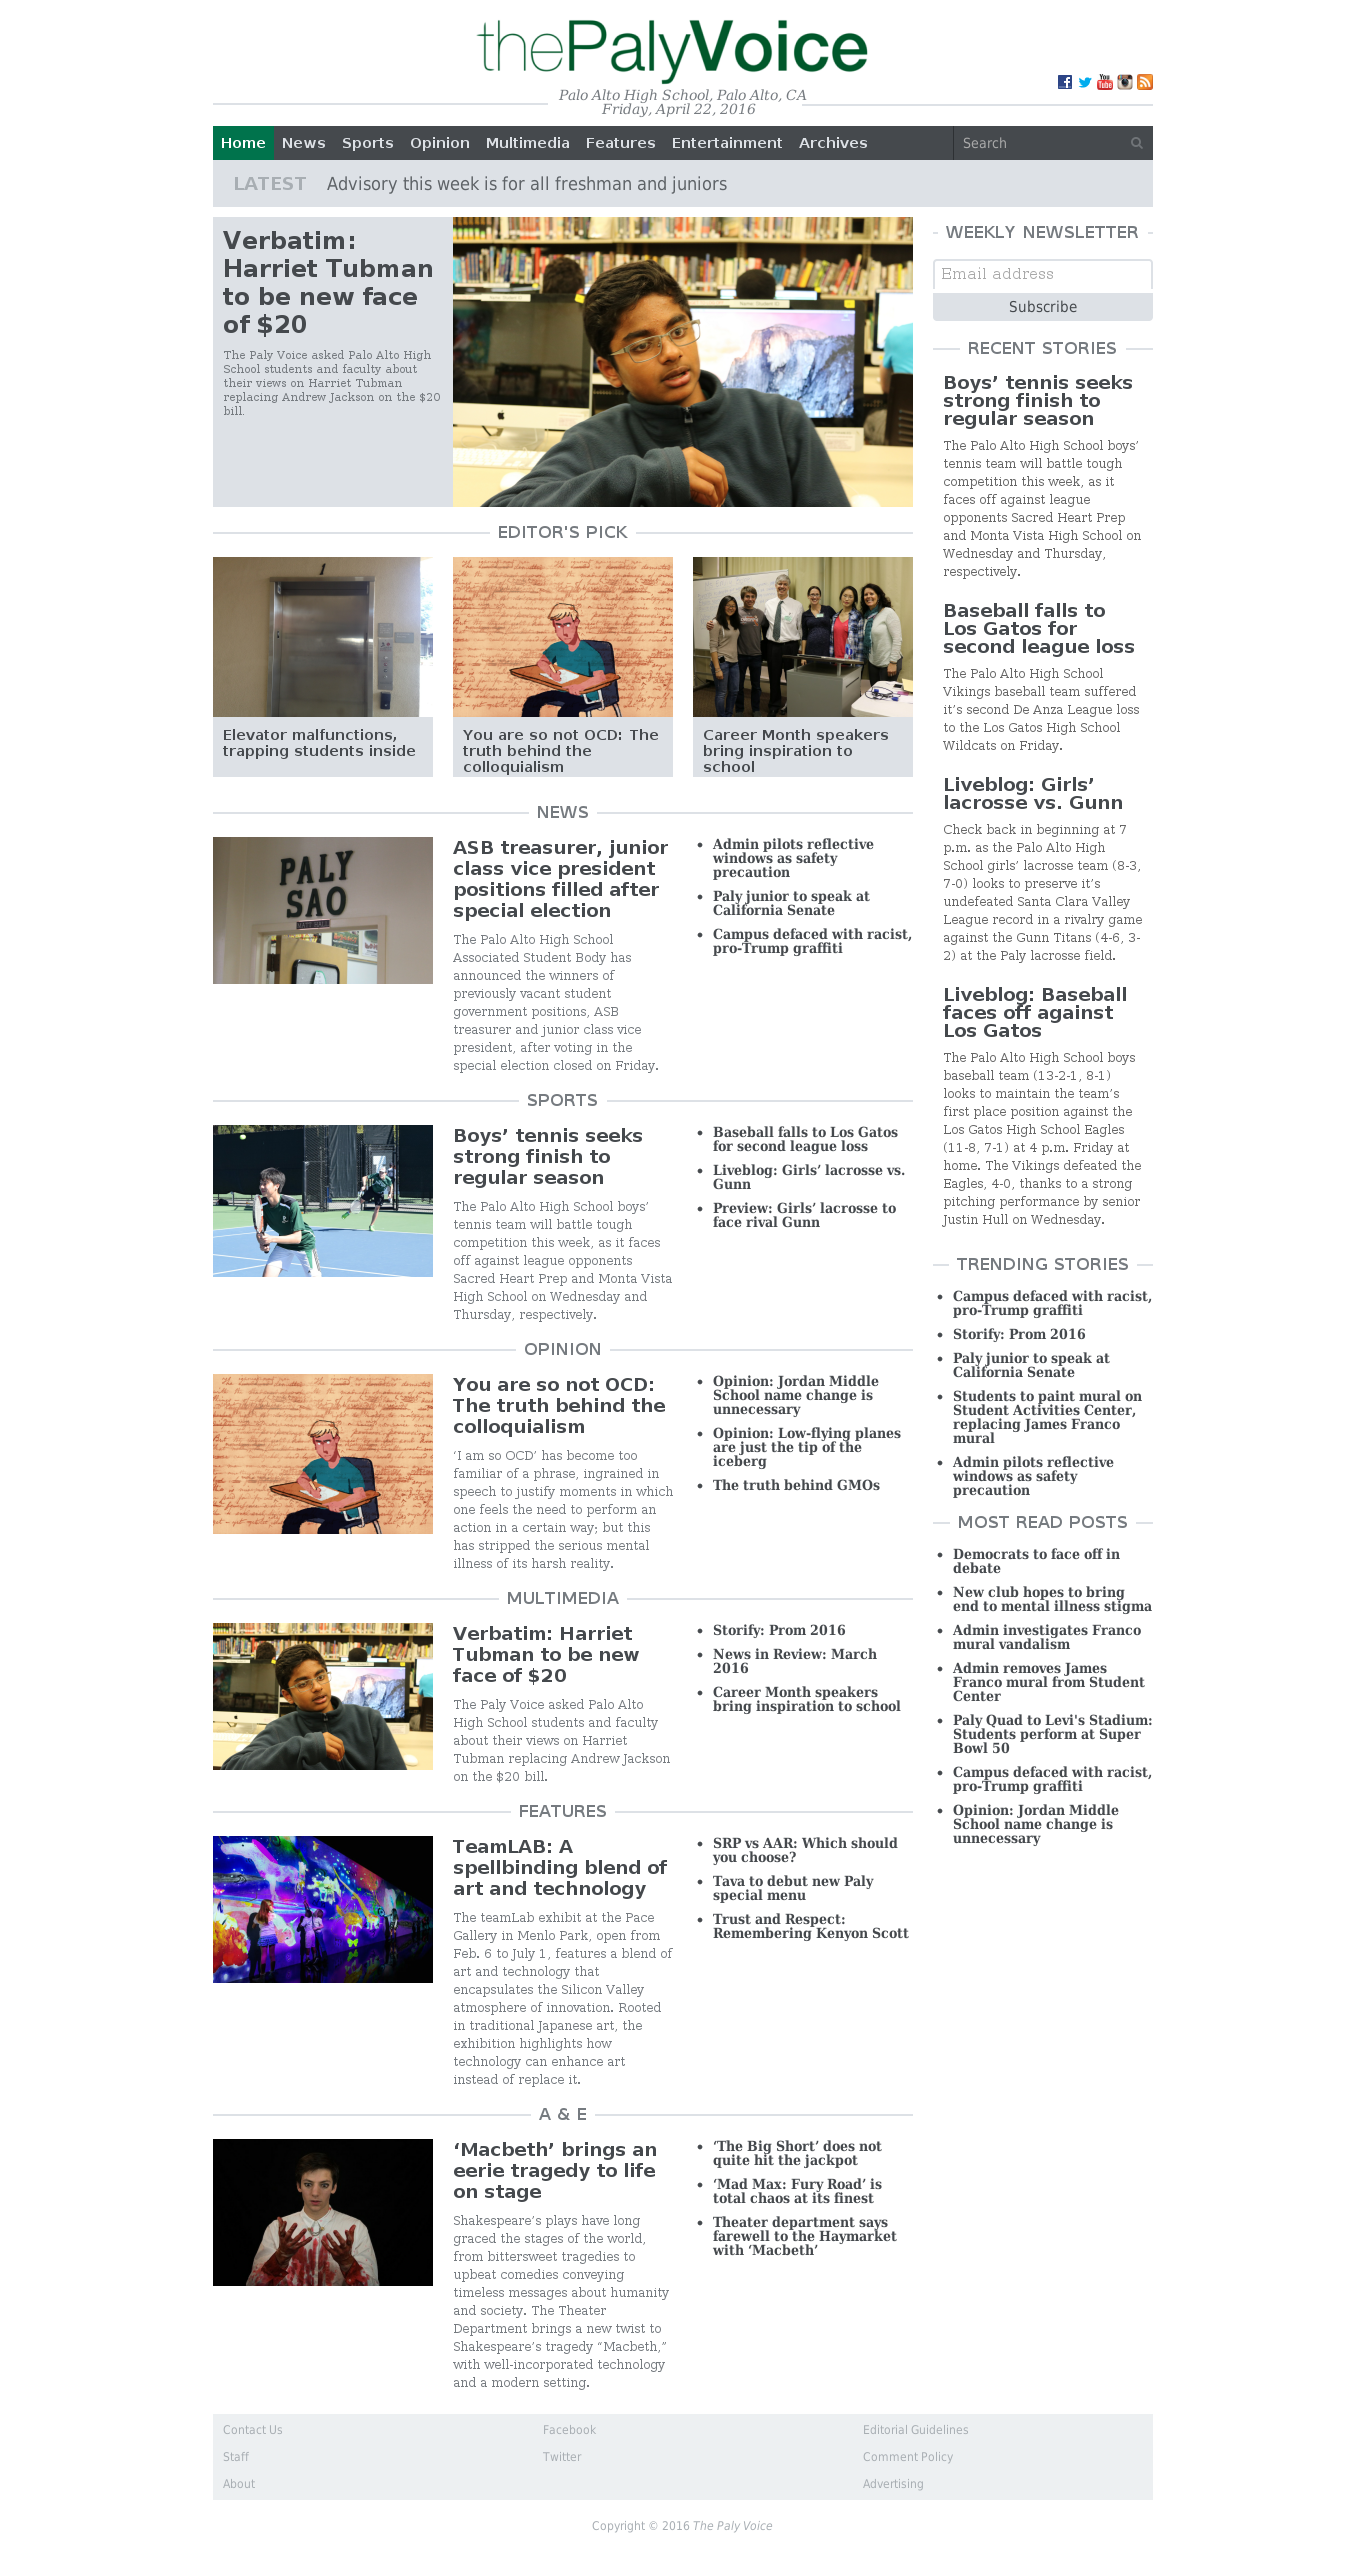 thePalyVoice
Palo Alto High School, Palo Alto, CA
Friday, April 22, 2016
Home News Sports Opinion Multimedia Features Entertainment Archives Search
LATEST Advisory this week is for all freshman and juniors
Verbatim:
Harriet Tubman
to be new face
of $20
The Paly Voice asked Palo Alto High
School students and faculty about
their views on Harriet Tubman
replacing Andrew Jackson on the $20
bill.
EDITOR'S PICK
1
Elevator malfunctions,
trapping students inside
You are so not OCD: The
truth behind the
colloquialism
Career Month speakers
bring inspiration to
school
NEWS
PALY
SAO
ASB treasurer, junior
class vice president
positions filled after
special election
The Palo Alto High School
Associated Student Body has
announced the winners of
previously vacant student
government positions, ASB
treasurer and junior class vice
president, after voting in the
special election closed on Friday.
• Admin pilots reflective
windows as safety
precaution
• Paly junior to speak at
California Senate
• Campus defaced with racist,
pro-Trump graffiti
SPORTS
Boys’ tennis seeks
strong finish to
regular season
The Palo Alto High School boys’
tennis team will battle tough
competition this week, as it faces
off against league opponents
Sacred Heart Prep and Monta Vista
High School on Wednesday and
Thursday, respectively.
• Baseball falls to Los Gatos
for second league loss
• Liveblog: Girls’ lacrosse vs.
Gunn
• Preview: Girls’ lacrosse to
face rival Gunn
OPINION
You are so not OCD:
The truth behind the
colloquialism
‘I am so OCD’ has become too
familiar of a phrase, ingrained in
speech to justify moments in which
one feels the need to perform an
action in a certain way; but this
has stripped the serious mental
illness of its harsh reality.
• Opinion: Jordan Middle
School name change is
unnecessary
• Opinion: Low-flying planes
are just the tip of the
iceberg
• The truth behind GMOs
MULTIMEDIA
Verbatim: Harriet
Tubman to be new
face of $20
The Paly Voice asked Palo Alto
High School students and faculty
about their views on Harriet
Tubman replacing Andrew Jackson
on the $20 bill.
• Storify: Prom 2016
• News in Review: March
2016
• Career Month speakers
bring inspiration to school
FEATURES
TeamLAB: A
spellbinding blend of
art and technology
The teamLab exhibit at the Pace
Gallery in Menlo Park, open from
Feb. 6 to July 1, features a blend of
art and technology that
encapsulates the Silicon Valley
atmosphere of innovation. Rooted
in traditional Japanese art, the
exhibition highlights how
technology can enhance art
instead of replace it.
• SRP vs AAR: Which should
you choose?
• Tava to debut new Paly
special menu
• Trust and Respect:
Remembering Kenyon Scott
A & E
‘Macbeth’ brings an
eerie tragedy to life
on stage
Shakespeare’s plays have long
graced the stages of the world,
from bittersweet tragedies to
upbeat comedies conveying
timeless messages about humanity
and society. The Theater
Department brings a new twist to
Shakespeare’s tragedy “Macbeth,”
with well-incorporated technology
and a modern setting.
• ‘The Big Short’ does not
quite hit the jackpot
• ‘Mad Max: Fury Road’ is
total chaos at its finest
• Theater department says
farewell to the Haymarket
with ‘Macbeth’
WEEKLY NEWSLETTER
Email address
Subscribe
RECENT STORIES
Boys’ tennis seeks
strong finish to
regular season
The Palo Alto High School boys’
tennis team will battle tough
competition this week, as it
faces off against league
opponents Sacred Heart Prep
and Monta Vista High School on
Wednesday and Thursday,
respectively.
Baseball falls to
Los Gatos for
second league loss
The Palo Alto High School
Vikings baseball team suffered
it’s second De Anza League loss
to the Los Gatos High School
Wildcats on Friday.
Liveblog: Girls’
lacrosse vs. Gunn
Check back in beginning at 7
p.m. as the Palo Alto High
School girls’ lacrosse team (8-3,
7-0) looks to preserve it’s
undefeated Santa Clara Valley
League record in a rivalry game
against the Gunn Titans (4-6, 3-
2) at the Paly lacrosse field.
Liveblog: Baseball
faces off against
Los Gatos
The Palo Alto High School boys
baseball team (13-2-1, 8-1)
looks to maintain the team’s
first place position against the
Los Gatos High School Eagles
(11-8, 7-1) at 4 p.m. Friday at
home. The Vikings defeated the
Eagles, 4-0, thanks to a strong
pitching performance by senior
Justin Hull on Wednesday.
TRENDING STORIES
• Campus defaced with racist,
pro-Trump graffiti
• Storify: Prom 2016
• Paly junior to speak at
California Senate
• Students to paint mural on
Student Activities Center,
replacing James Franco
mural
• Admin pilots reflective
windows as safety
precaution
MOST READ POSTS
• Democrats to face off in
debate
• New club hopes to bring
end to mental illness stigma
• Admin investigates Franco
mural vandalism
• Admin removes James
Franco mural from Student
Center
• Paly Quad to Levi's Stadium:
Students perform at Super
Bowl 50
• Campus defaced with racist,
pro-Trump graffiti
• Opinion: Jordan Middle
School name change is
unnecessary
Contact Us Facebook Editorial Guidelines
Staff Twitter Comment Policy
About Advertising
Copyright © 2016 The Paly Voice